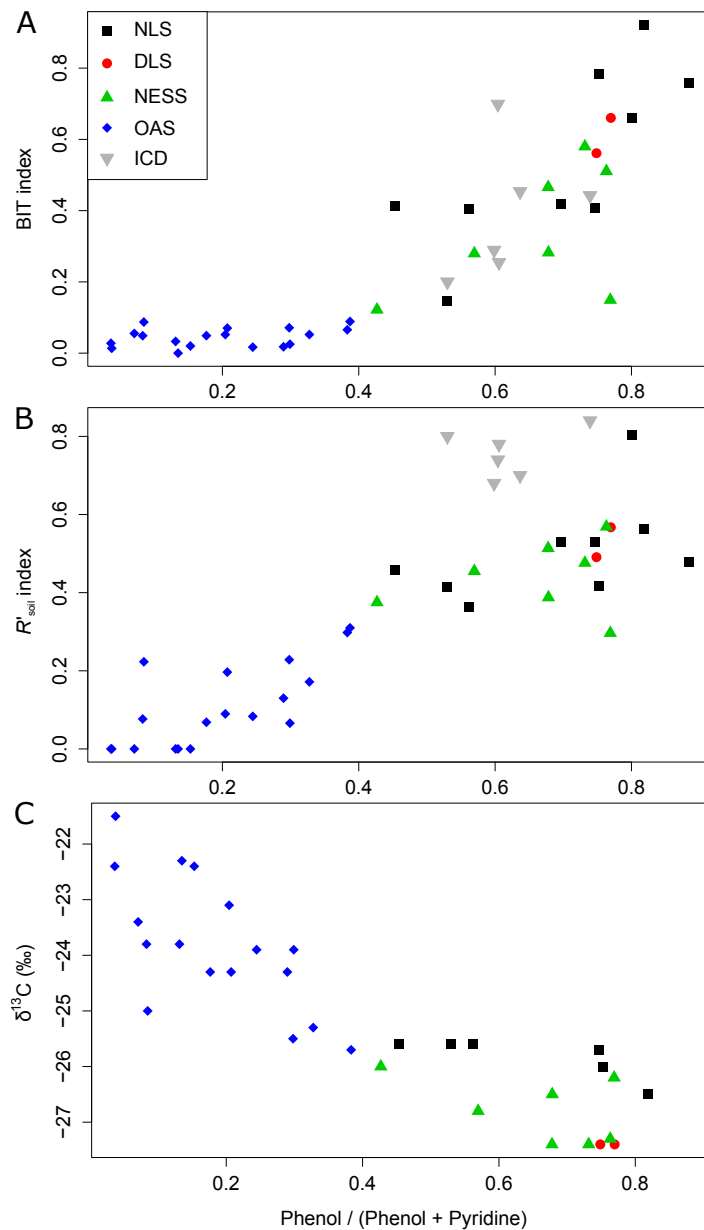 A
NLS
DLS
NESS
OAS
ICD
BIT index
0.0 0.2 0.4 0.6 0.8
0.2 0.4 0.6 0.8
B
R'soil index
0.0 0.2 0.4 0.6 0.8
0.2 0.4 0.6 0.8
C
δ¹³C (‰)
−27 −26 −25 −24 −23 −22
0.2 0.4 0.6 0.8
Phenol / (Phenol + Pyridine)